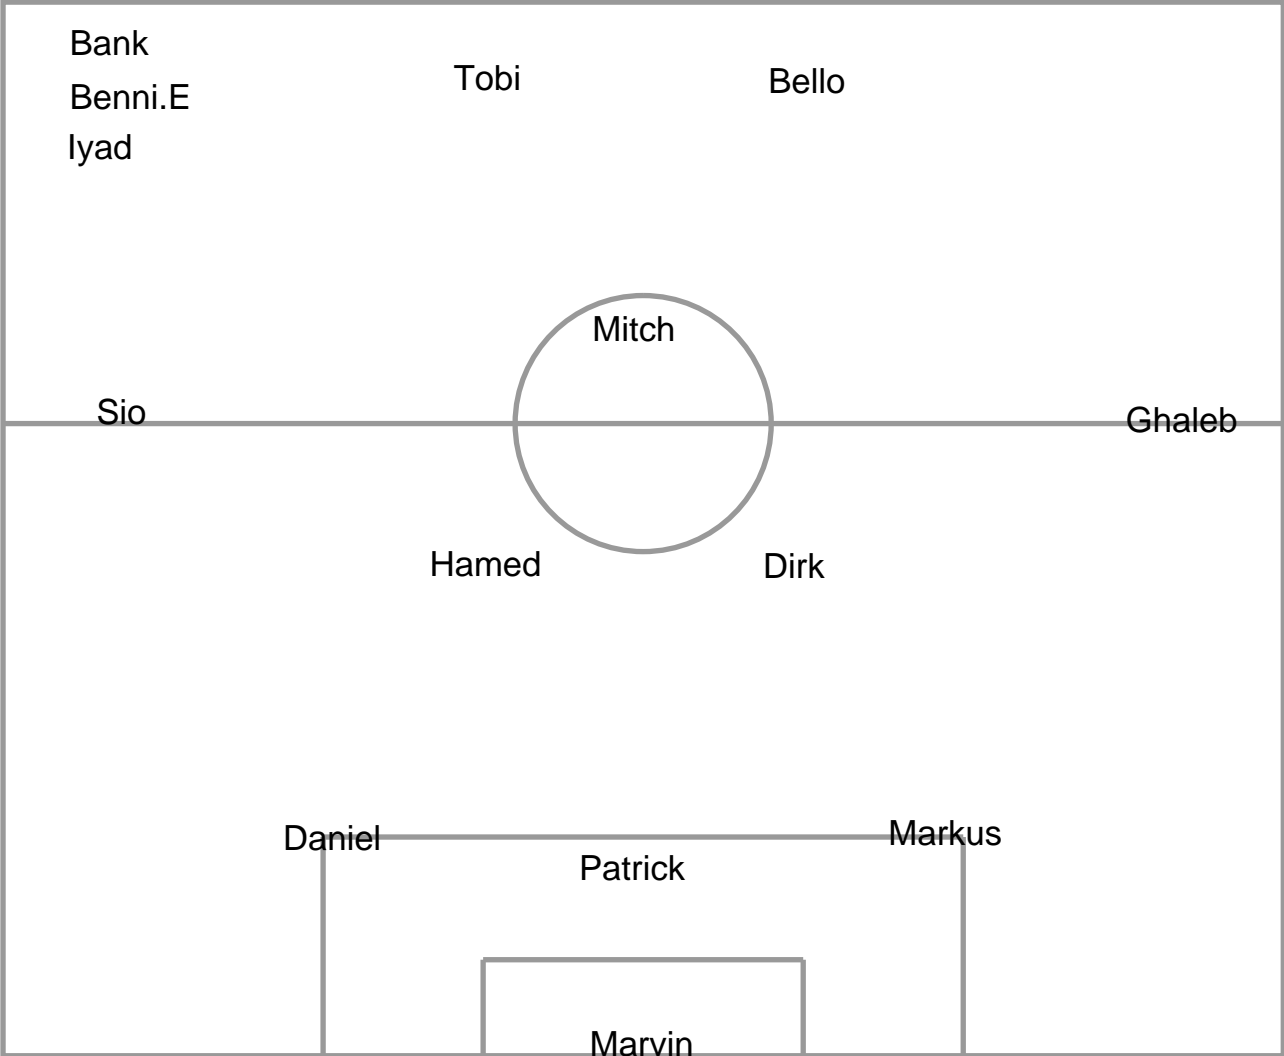 Bank
Benni.E
Iyad
Tobi
Bello
Mitch
Sio
Ghaleb
Hamed
Dirk
Daniel
Markus
Patrick
Marvin